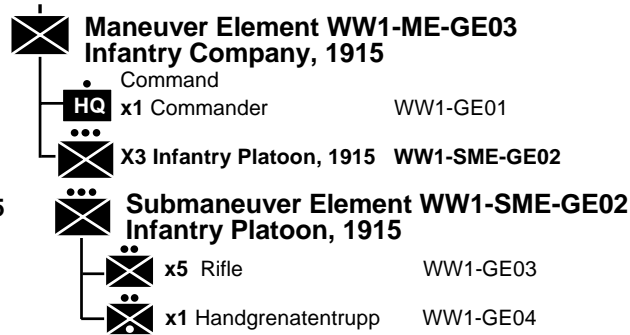 Maneuver Element WW1-ME-GE03
Infantry Company, 1915
Command
HQ x1 Commander WW1-GE01
X3 Infantry Platoon, 1915 WW1-SME-GE02
5
Submaneuver Element WW1-SME-GE02
Infantry Platoon, 1915
x5 Rifle WW1-GE03
x1 Handgrenatentrupp WW1-GE04